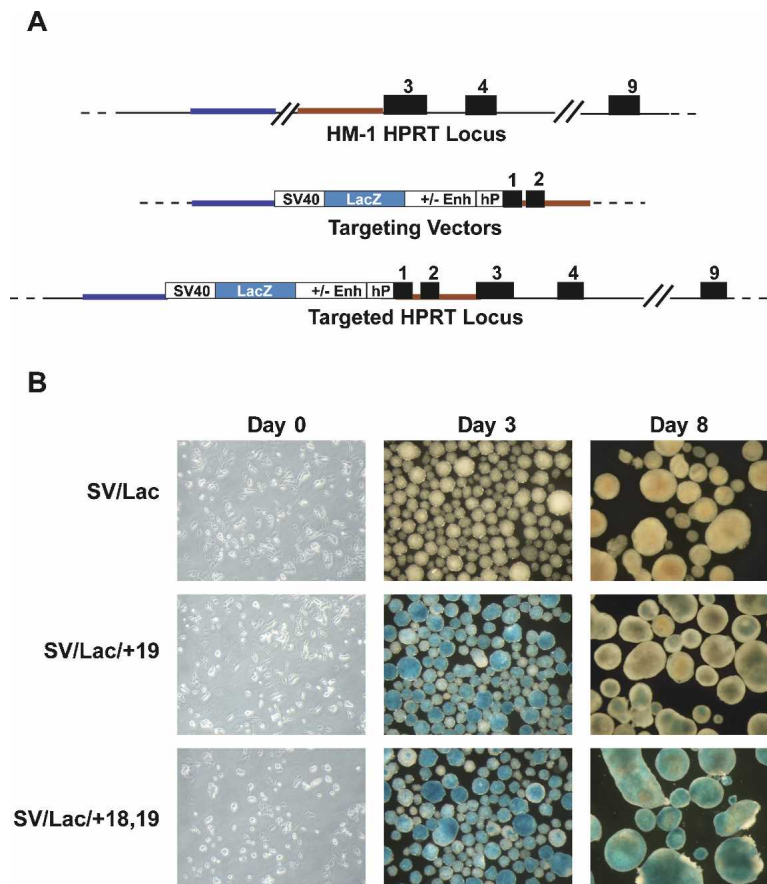 A
3 4 9
HM-1 HPRT Locus
1 2
SV40 LacZ +/- Enh hP
Targeting Vectors
1 2 3 4 9
SV40 LacZ +/- Enh hP
Targeted HPRT Locus
B
Day 0 Day 3 Day 8
SV/Lac
SV/Lac/+19
SV/Lac/+18,19